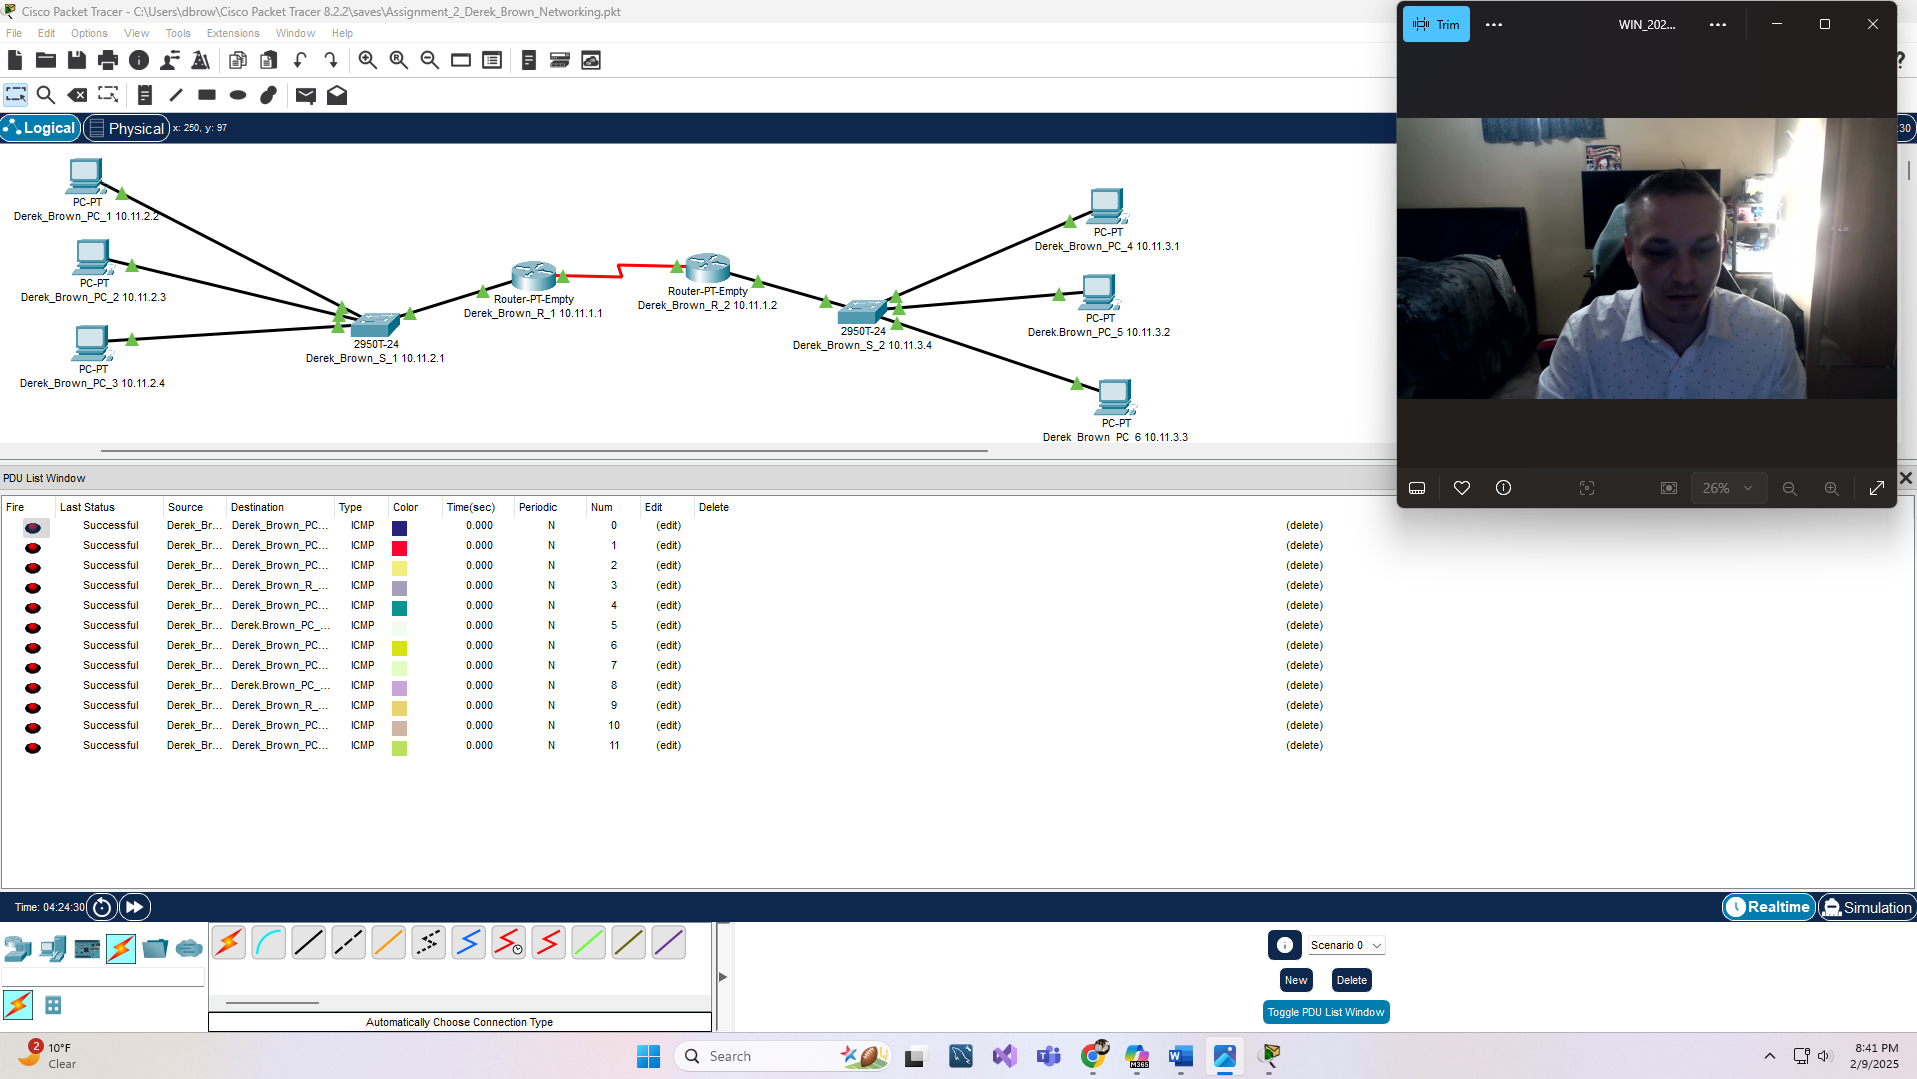 Cisco Packet Tracer - C:\Users\dbrow\Cisco Packet Tracer 8.2.2\saves\Assignment_2_Derek_Brown_Networking.pkt
File Edit Options View Tools Extensions Window Help
Logical Physical x: 250, y: 97
:30
Trim
WIN_202...
26%
PC-PT
Derek_Brown_PC_1 10.11.2.2
PC-PT
Derek_Brown_PC_2 10.11.2.3
PC-PT
Derek_Brown_PC_3 10.11.2.4
2950T-24
Derek_Brown_S_1 10.11.2.1
Router-PT-Empty
Derek_Brown_R_1 10.11.1.1
Router-PT-Empty
Derek_Brown_R_2 10.11.1.2
2950T-24
Derek_Brown_S_2 10.11.3.4
PC-PT
Derek_Brown_PC_4 10.11.3.1
PC-PT
Derek.Brown_PC_5 10.11.3.2
PC-PT
Derek_Brown_PC_6 10.11.3.3
PDU List Window
Fire Last Status Source Destination Type Color Time(sec) Periodic Num Edit Delete
Successful Derek_Br... Derek_Brown_PC... ICMP 0.000 N 0 (edit) (delete)
Successful Derek_Br... Derek_Brown_PC... ICMP 0.000 N 1 (edit) (delete)
Successful Derek_Br... Derek_Brown_PC... ICMP 0.000 N 2 (edit) (delete)
Successful Derek_Br... Derek_Brown_R_... ICMP 0.000 N 3 (edit) (delete)
Successful Derek_Br... Derek_Brown_PC... ICMP 0.000 N 4 (edit) (delete)
Successful Derek_Br... Derek.Brown_PC_... ICMP 0.000 N 5 (edit) (delete)
Successful Derek_Br... Derek_Brown_PC... ICMP 0.000 N 6 (edit) (delete)
Successful Derek_Br... Derek_Brown_PC... ICMP 0.000 N 7 (edit) (delete)
Successful Derek_Br... Derek.Brown_PC_... ICMP 0.000 N 8 (edit) (delete)
Successful Derek_Br... Derek_Brown_R_... ICMP 0.000 N 9 (edit) (delete)
Successful Derek_Br... Derek_Brown_PC... ICMP 0.000 N 10 (edit) (delete)
Successful Derek_Br... Derek_Brown_PC... ICMP 0.000 N 11 (edit) (delete)
Time: 04:24:30
Realtime Simulation
Scenario 0
New Delete
Toggle PDU List Window
Automatically Choose Connection Type
2
10°F
Clear
Search
M365
8:41 PM
2/9/2025